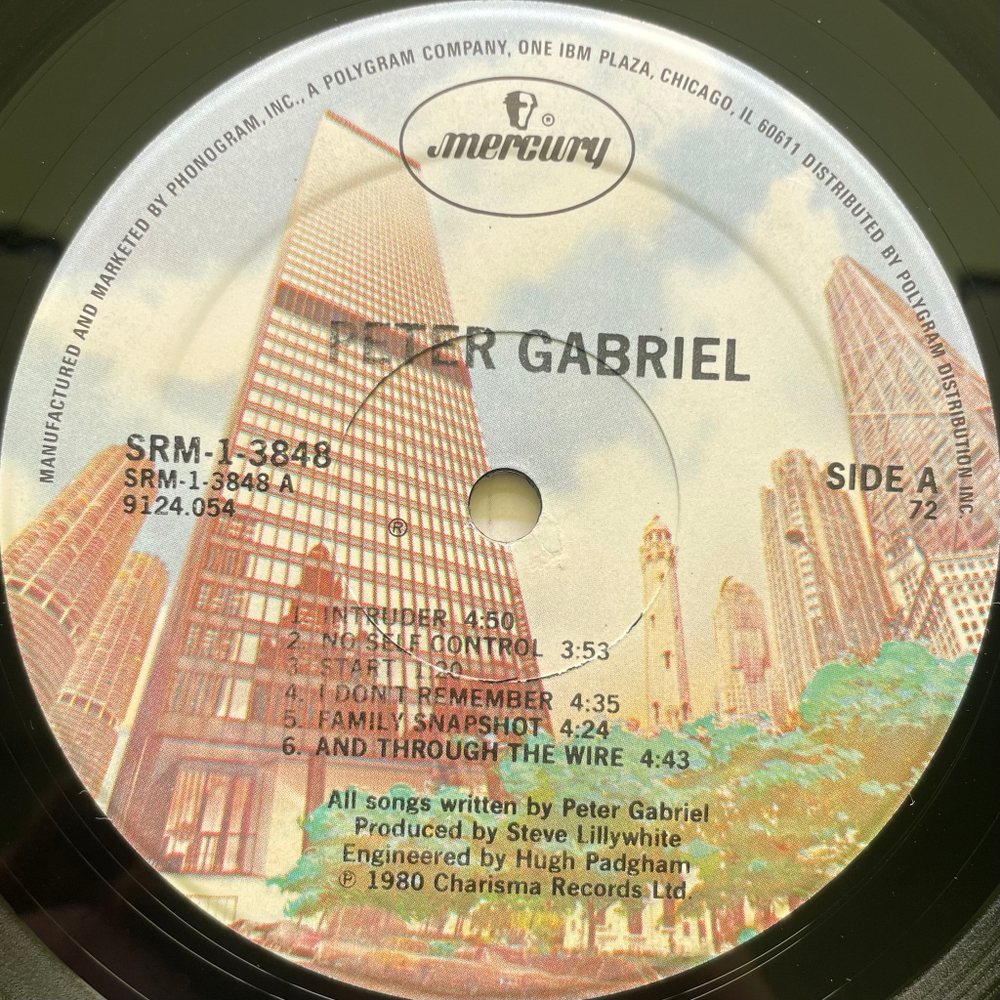 MANUFACTURED AND MARKETED BY PHONOGRAM, INC., A POLYGRAM COMPANY, ONE IBM PLAZA, CHICAGO, IL 60611 DISTRIBUTED BY POLYGRAM DISTRIBUTION INC.
mercury ®
PETER GABRIEL
SRM-1-3848
SRM-1-3848 A
9124.054
SIDE A
72
®
1. INTRUDER 4:50
2. NO SELF CONTROL 3:53
3. START 1:20
4. I DON'T REMEMBER 4:35
5. FAMILY SNAPSHOT 4:24
6. AND THROUGH THE WIRE 4:43
All songs written by Peter Gabriel
Produced by Steve Lillywhite
Engineered by Hugh Padgham
℗ 1980 Charisma Records Ltd.